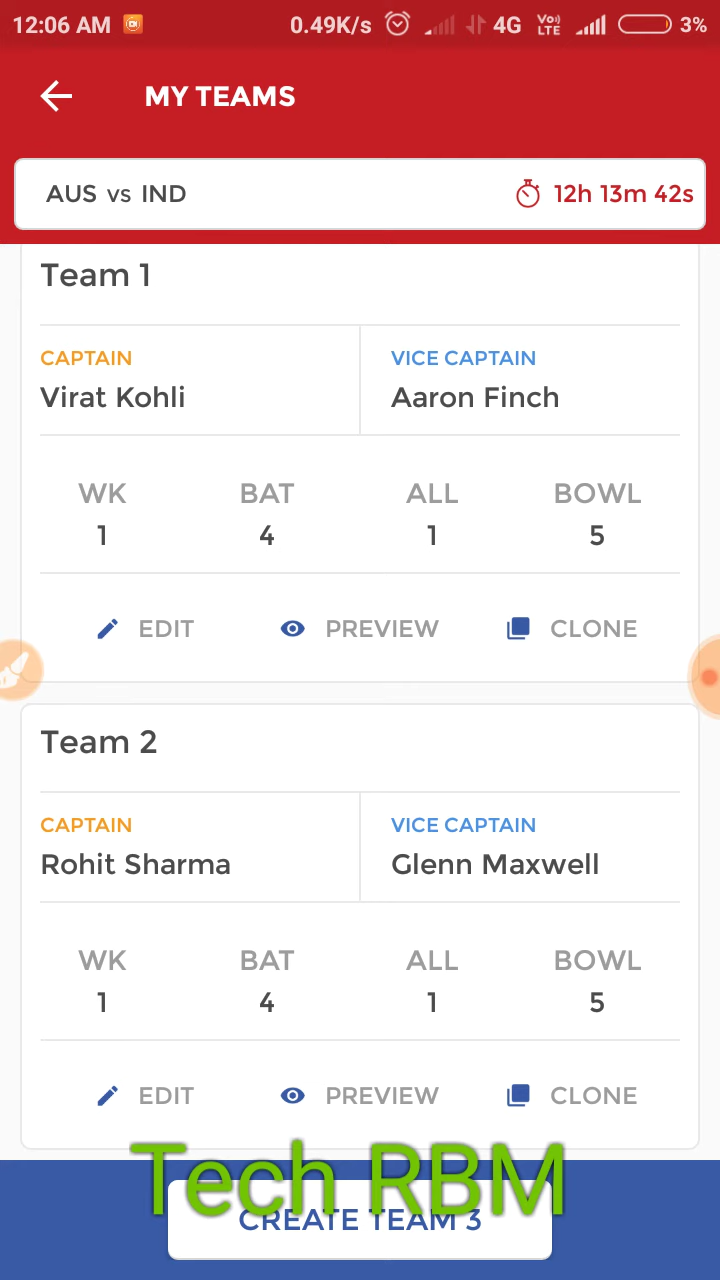 12:06 AM 0.49K/s 4G Vo)) LTE 3%
MY TEAMS
AUS vs IND 12h 13m 42s
Team 1
CAPTAIN VICE CAPTAIN
Virat Kohli Aaron Finch
WK BAT ALL BOWL
1 4 1 5
EDIT PREVIEW CLONE
Team 2
CAPTAIN VICE CAPTAIN
Rohit Sharma Glenn Maxwell
WK BAT ALL BOWL
1 4 1 5
EDIT PREVIEW CLONE
Tech RBM
CREATE TEAM 3